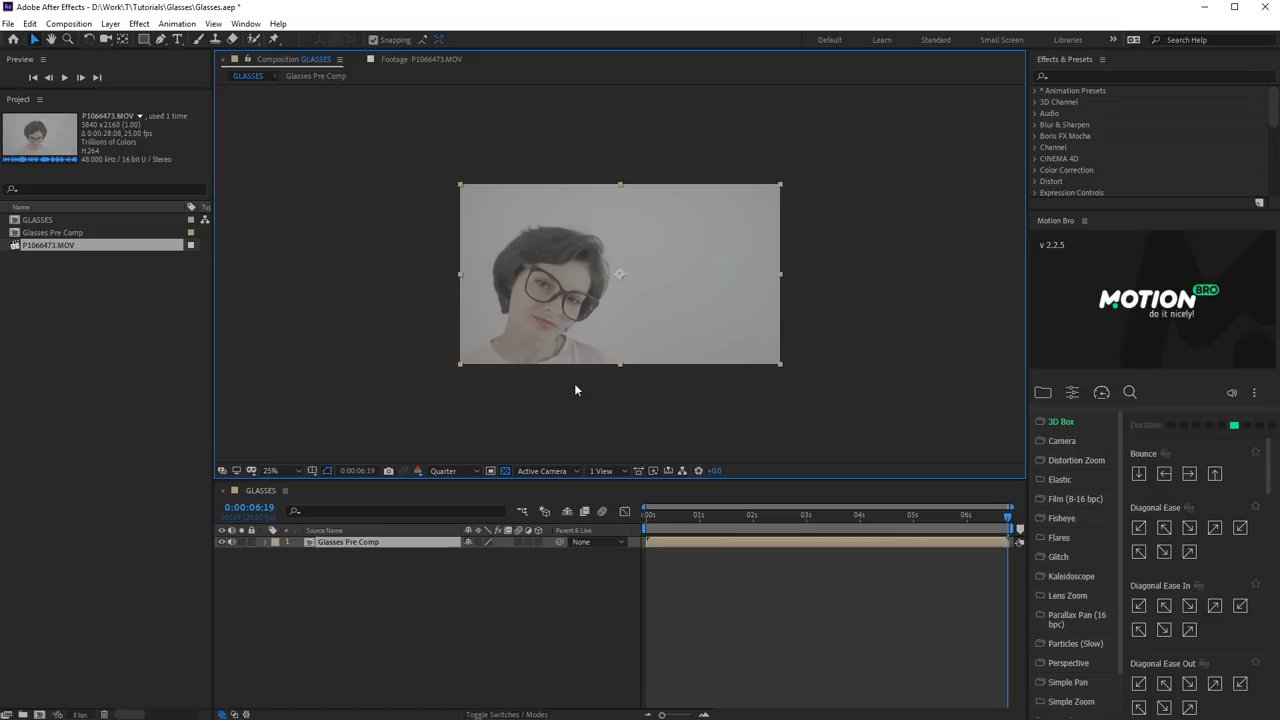 Adobe After Effects - D:\Work\T\Tutorials\Glasses\Glasses.aep *
File Edit Composition Layer Effect Animation View Window Help
Snapping
Default Learn Standard Small Screen Libraries Search Help
Preview
Composition GLASSES
Footage P1066473.MOV
Effects & Presets
GLASSES
Glasses Pre Comp
* Animation Presets
3D Channel
Audio
Blur & Sharpen
Boris FX Mocha
Channel
CINEMA 4D
Color Correction
Distort
Expression Controls
Project
P1066473.MOV , used 1 time
3840 x 2160 (1.00)
Δ 0:00:28:08, 25.00 fps
Trillions of Colors
H.264
48.000 kHz / 16 bit U / Stereo
Name
GLASSES
Glasses Pre Comp
P1066473.MOV
Motion Bro
v 2.2.5
MOTION BRO
do it nicely!
3D Box
Camera
Distortion Zoom
Elastic
Film (8-16 bpc)
Fisheye
Flares
Glitch
Kaleidoscope
Lens Zoom
Parallax Pan (16
bpc)
Particles (Slow)
Perspective
Simple Pan
Simple Zoom
Duration:
Bounce
Diagonal Ease
Diagonal Ease In
Diagonal Ease Out
25%
0:00:06:19
Quarter
Active Camera
1 View
+0.0
GLASSES
0:00:06:19
00169 (25.00 fps)
# Source Name
Parent & Link
1 Glasses Pre Comp
None
:00s 01s 02s 03s 04s 05s 06s
8 bpc
Toggle Switches / Modes